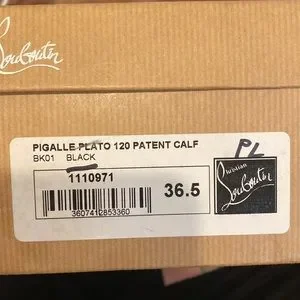 Louboutin
PIGALLE PLATO 120 PATENT CALF
BK01 BLACK
PL
1110971
36.5
3607412853360
Christian
Louboutin